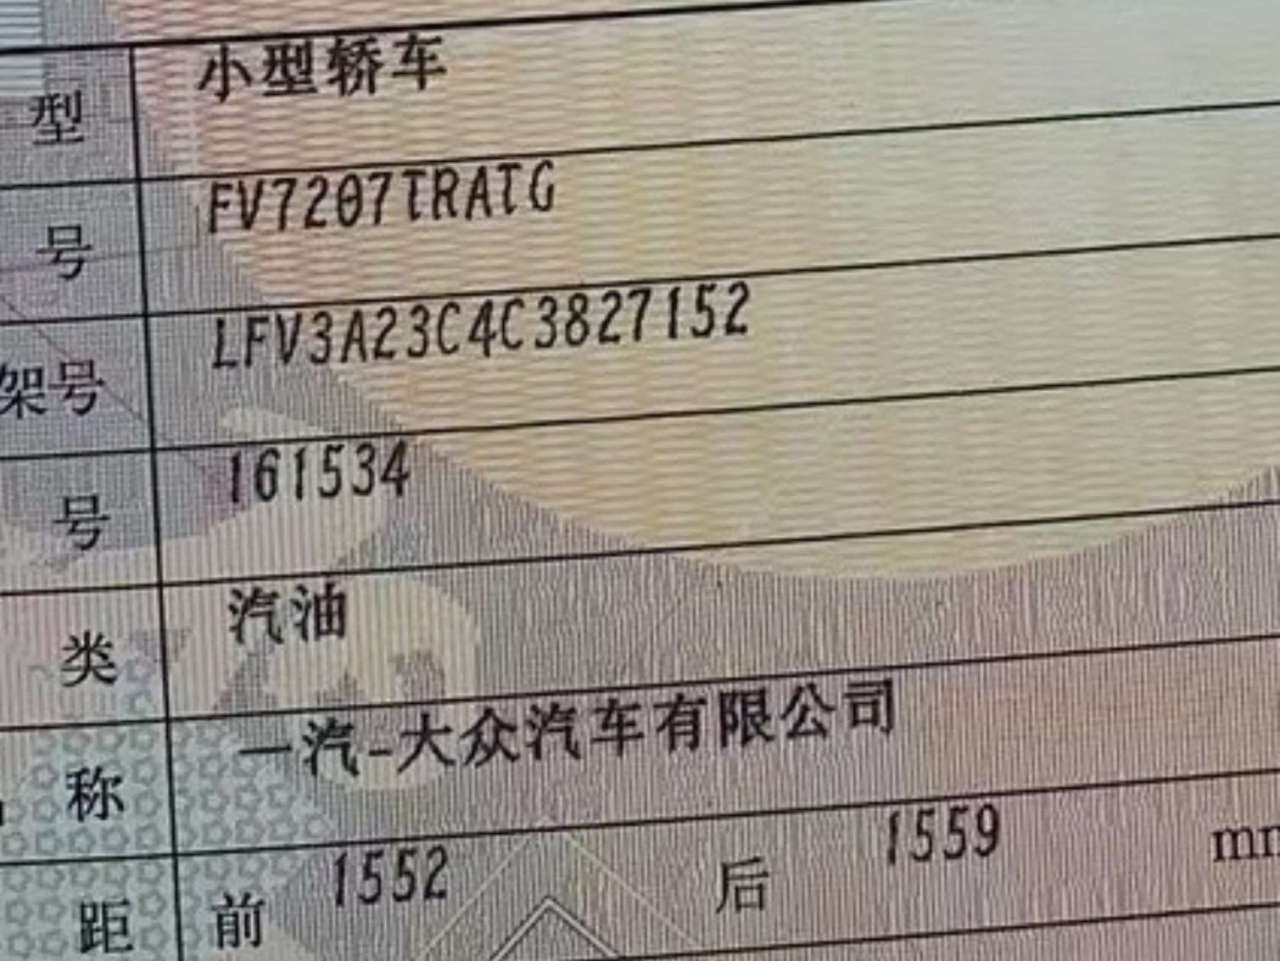 型 小型轿车
号 FV7207TRATG
架号 LFV3A23C4C3827152
号 161534
类 汽油
称 一汽-大众汽车有限公司
距 前 1552 后 1559 mm